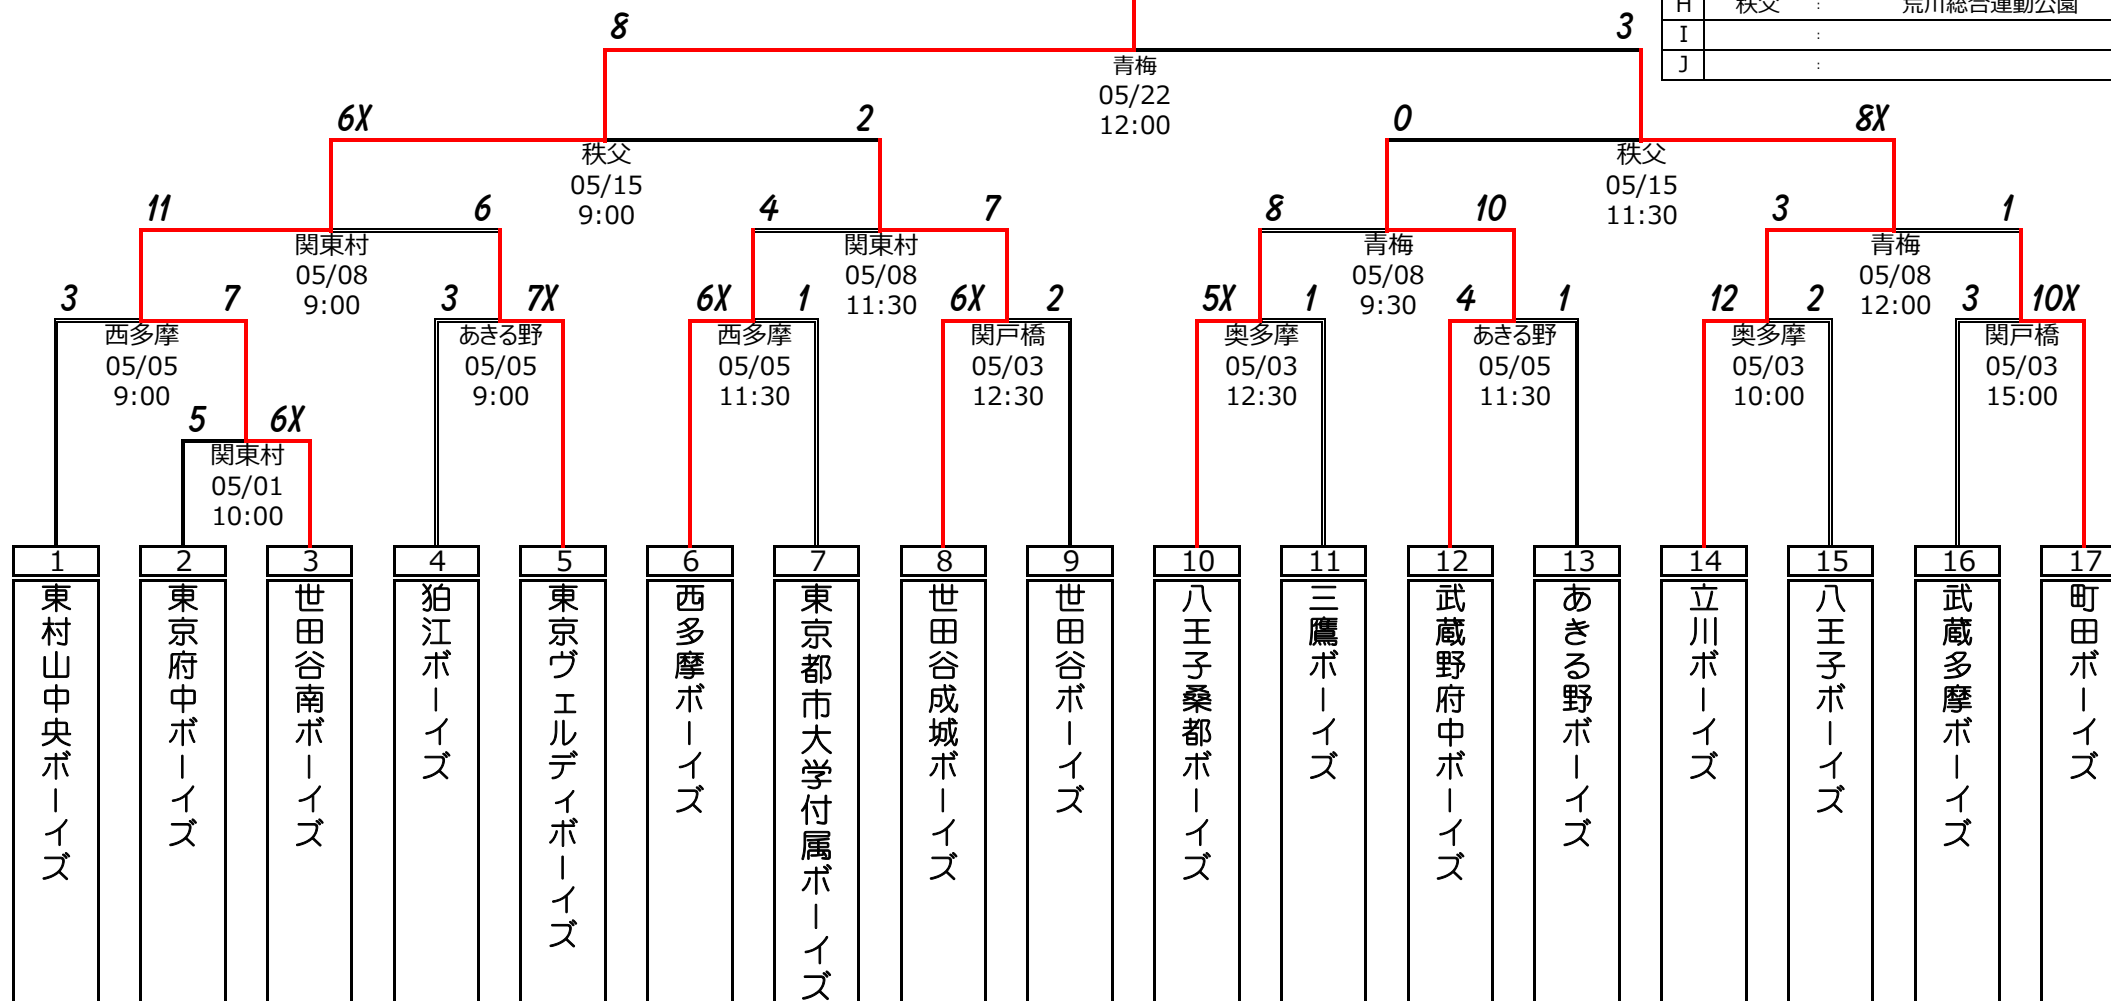 H 秩父 : 荒川総合運動公園
I :
J :
8 3
青梅
05/22
12:00
6X 2 0 8X
秩父 秩父
05/15 05/15
9:00 11:30
11 6 4 7 8 10 3 1
関東村 関東村 青梅 青梅
05/08 05/08 05/08 05/08
9:00 11:30 9:30 12:00
3 7 3 7X 6X 1 6X 2 5X 1 4 1 12 2 3 10X
西多摩 あきる野 西多摩 関戸橋 奥多摩 あきる野 奥多摩 関戸橋
05/05 05/05 05/05 05/03 05/03 05/05 05/03 05/03
9:00 9:00 11:30 12:30 12:30 11:30 10:00 15:00
5 6X
関東村
05/01
10:00
1 2 3 4 5 6 7 8 9 10 11 12 13 14 15 16 17
東村山中央ボーイズ
東京府中ボーイズ
世田谷南ボーイズ
狛江ボーイズ
東京ヴェルディボーイズ
西多摩ボーイズ
東京都市大学付属ボーイズ
世田谷成城ボーイズ
世田谷ボーイズ
八王子桑都ボーイズ
三鷹ボーイズ
武蔵野府中ボーイズ
あきる野ボーイズ
立川ボーイズ
八王子ボーイズ
武蔵多摩ボーイズ
町田ボーイズ